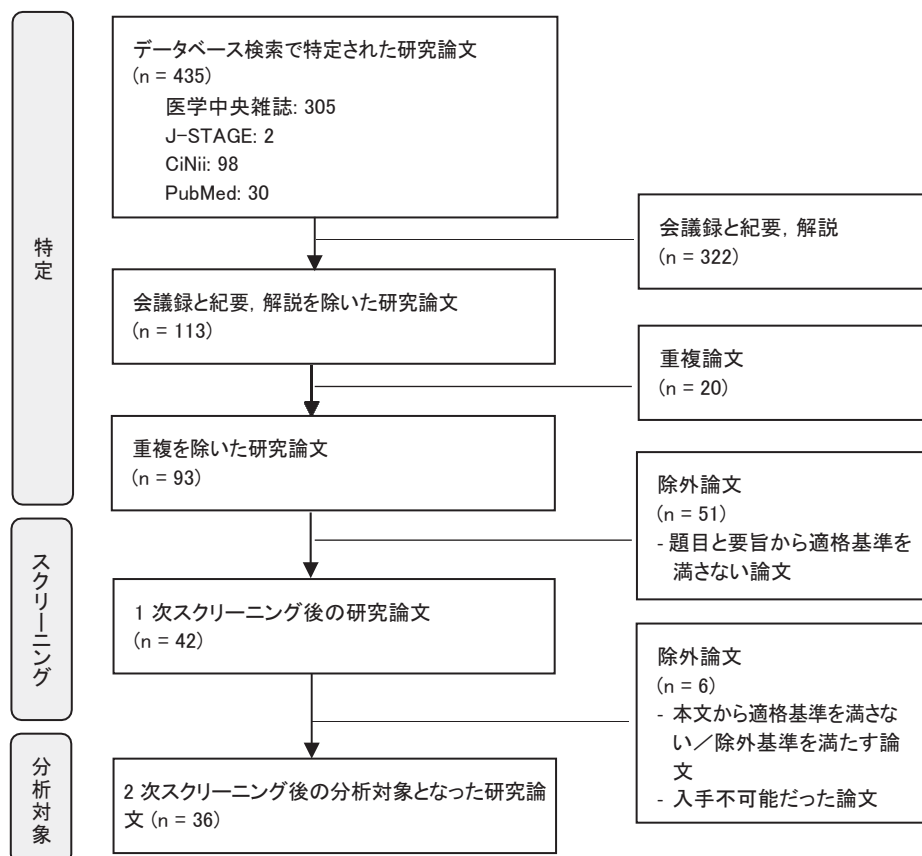 データベース検索で特定された研究論文
(n = 435)
医学中央雑誌: 305
J-STAGE: 2
CiNii: 98
PubMed: 30
会議録と紀要，解説
(n = 322)
特定
会議録と紀要，解説を除いた研究論文
(n = 113)
重複論文
(n = 20)
重複を除いた研究論文
(n = 93)
除外論文
(n = 51)
- 題目と要旨から適格基準を
満さない論文
スクリーニング
1 次スクリーニング後の研究論文
(n = 42)
除外論文
(n = 6)
- 本文から適格基準を満さな
い／除外基準を満たす論
文
- 入手不可能だった論文
分析対象
2 次スクリーニング後の分析対象となった研究論
文 (n = 36)